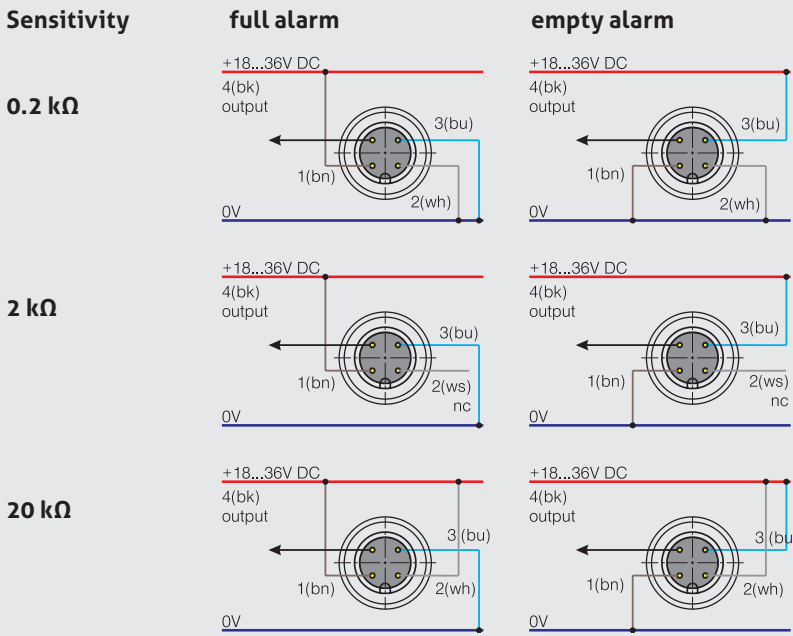 Sensitivity full alarm empty alarm
0.2 kΩ
+18...36V DC
4(bk)
output
3(bu)
1(bn)
2(wh)
0V
+18...36V DC
4(bk)
output
3(bu)
1(bn)
2(wh)
0V
2 kΩ
+18...36V DC
4(bk)
output
3(bu)
1(bn)
2(ws)
nc
0V
+18...36V DC
4(bk)
output
3(bu)
1(bn)
2(ws)
nc
0V
20 kΩ
+18...36V DC
4(bk)
output
3 (bu)
1(bn)
2(wh)
0V
+18...36V DC
4(bk)
output
3 (bu
1(bn)
2(wh)
0V